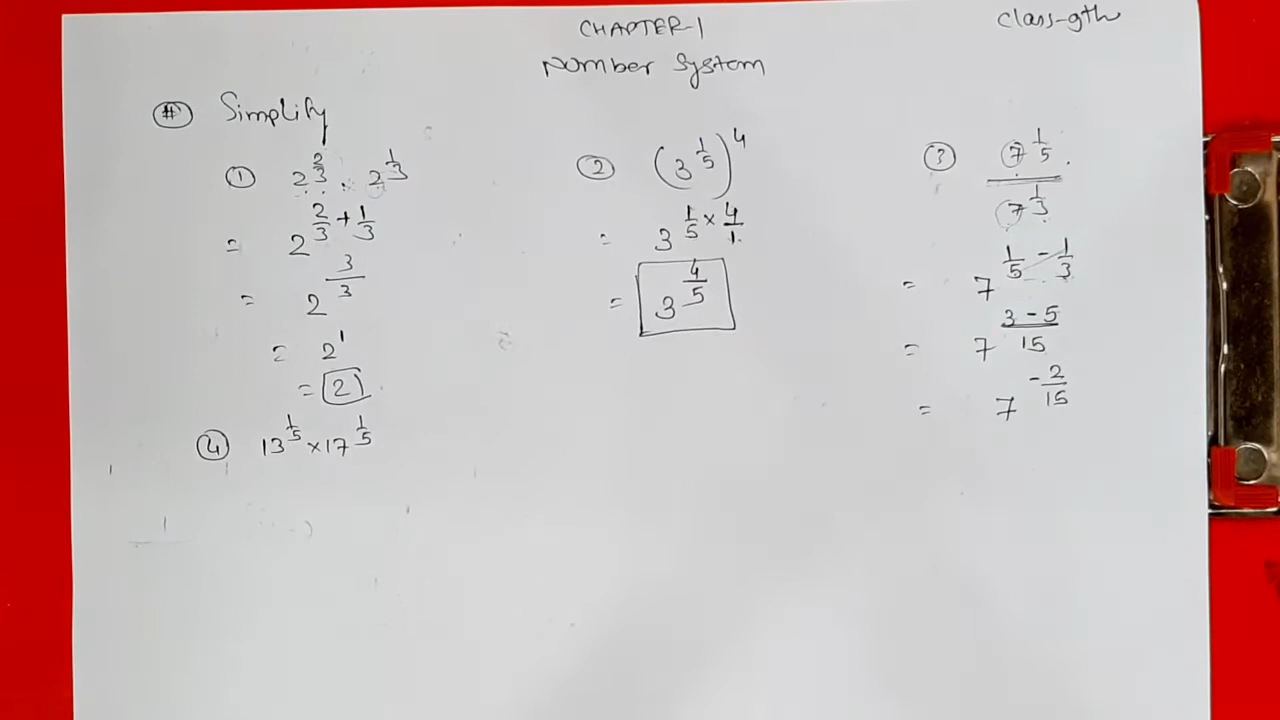 CHAPTER-1
Class-9th
Number System
# Simplify
① 2^(2/3) . 2^(1/3)
= 2^(2/3 + 1/3)
= 2^(3/3)
= 2^1
= 2
② (3^(1/5))^4
= 3^(1/5 × 4/1)
= 3^(4/5)
③ 7^(1/5) / 7^(1/3)
= 7^(1/5 - 1/3)
= 7^((3-5)/15)
= 7^(-2/15)
④ 13^(1/5) × 17^(1/5)